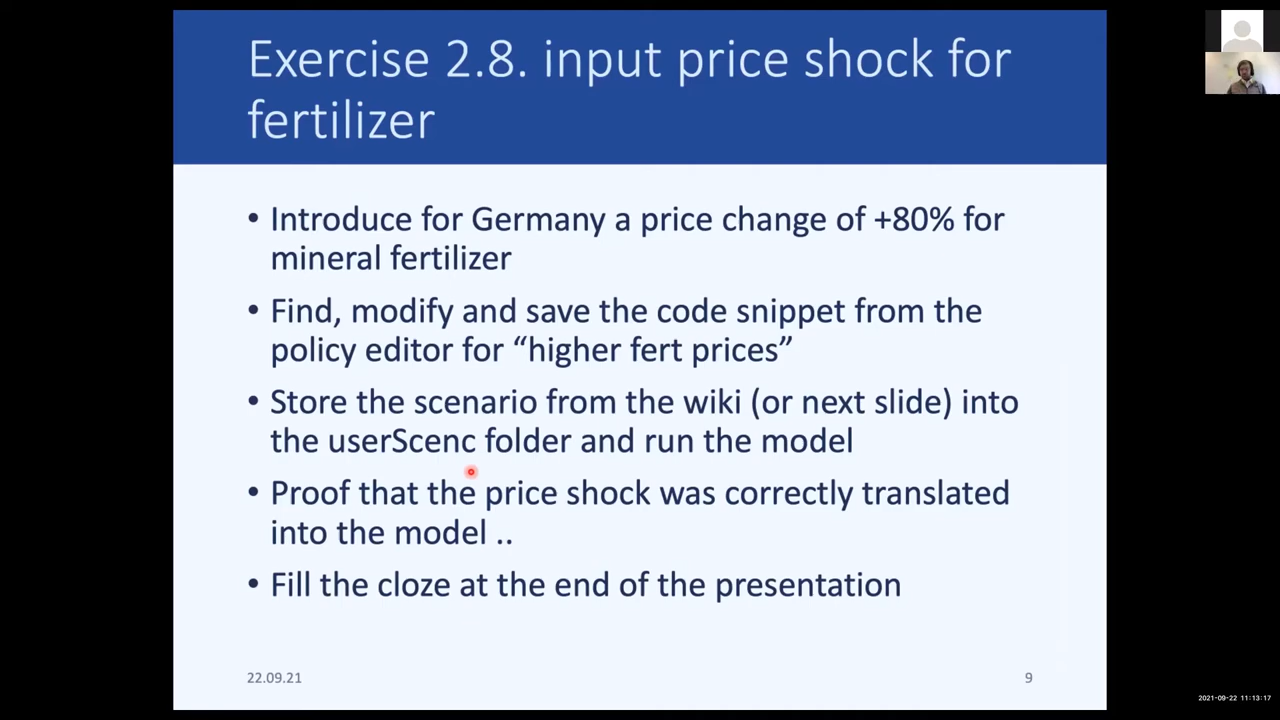 Exercise 2.8. input price shock for
fertilizer
• Introduce for Germany a price change of +80% for
mineral fertilizer
• Find, modify and save the code snippet from the
policy editor for “higher fert prices”
• Store the scenario from the wiki (or next slide) into
the userScenc folder and run the model
• Proof that the price shock was correctly translated
into the model ..
• Fill the cloze at the end of the presentation
22.09.21
9
2021-09-22 11:13:17